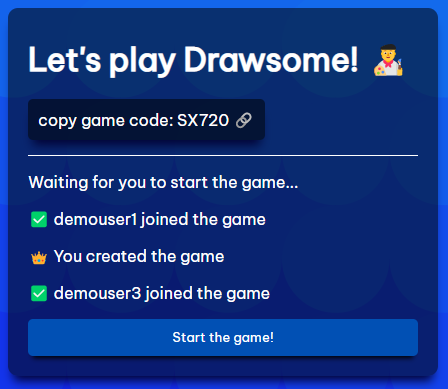 Let's play Drawsome!
copy game code: SX720
Waiting for you to start the game...
demouser1 joined the game
You created the game
demouser3 joined the game
Start the game!